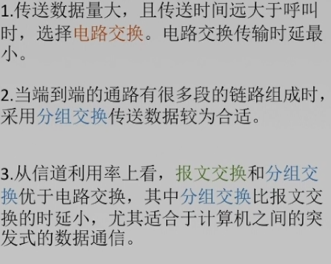 1.传送数据量大，且传送时间远大于呼叫
时，选择电路交换。电路交换传输时延最
小。
2.当端到端的通路有很多段的链路组成时，
采用分组交换传送数据较为合适。
3.从信道利用率上看，报文交换和分组交
换优于电路交换，其中分组交换比报文交
换的时延小，尤其适合于计算机之间的突
发式的数据通信。